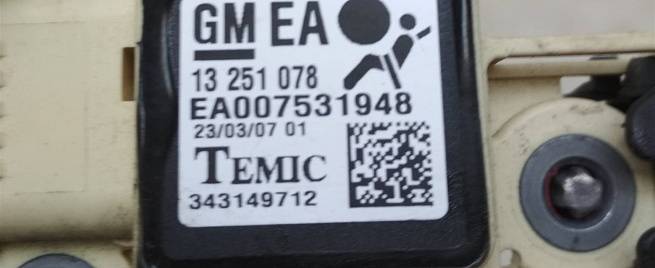 GM EA
13 251 078
EA007531948
23/03/07 01
TEMIC
343149712